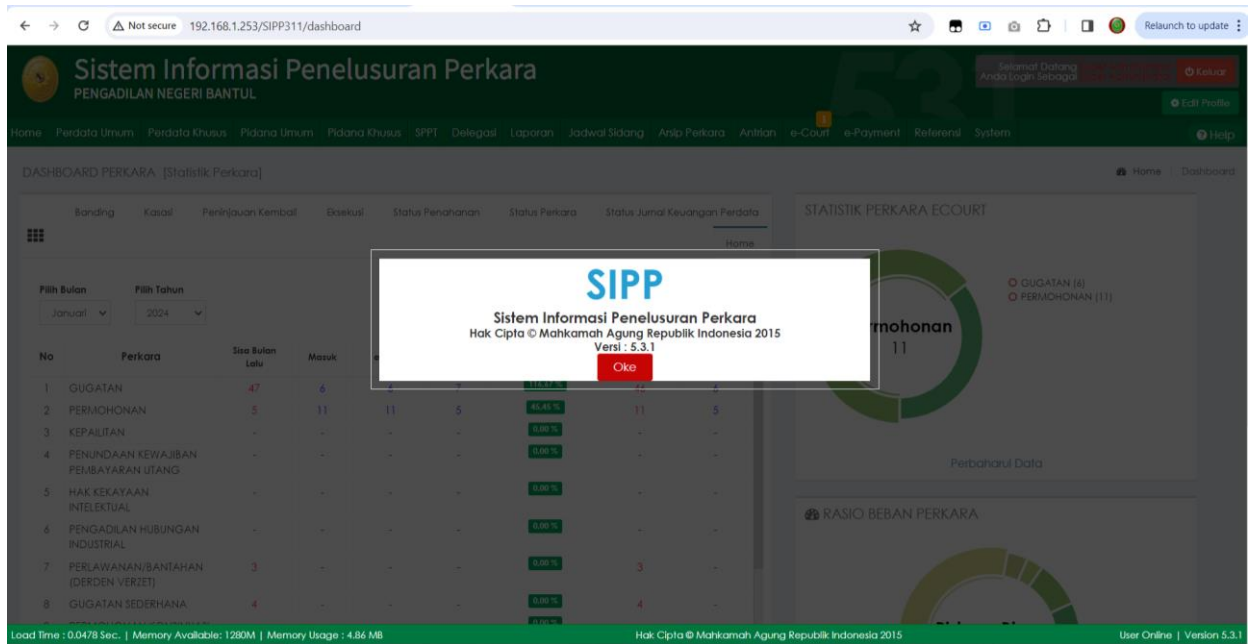 Not secure 192.168.1.253/SIPP311/dashboard
Relaunch to update
Sistem Informasi Penelusuran Perkara
PENGADILAN NEGERI BANTUL
531
Selamat Datang
Anda Login Sebagai
Keluar
Edit Profile
Home Perdata Umum Perdata Khusus Pidana Umum Pidana Khusus SPPT Delegasi Laporan Jadwal Sidang Arsip Perkara Antrian e-Court e-Payment Referensi System
Help
DASHBOARD PERKARA [Statistik Perkara]
Home Dashboard
Banding Kasasi Peninjauan Kembali Eksekusi Status Penahanan Status Perkara Status Jurnal Keuangan Perdata
Home
Pilih Bulan Pilih Tahun
Januari 2024
No Perkara Sisa Bulan Lalu Masuk
1 GUGATAN 47 6 6 7
2 PERMOHONAN 5 11 11 5 45,45 % 11 5
3 KEPAILITAN - - - - 0,00 % - -
4 PENUNDAAN KEWAJIBAN - - - - 0,00 % - -
PEMBAYARAN UTANG
5 HAK KEKAYAAN - - - - 0,00 % - -
INTELEKTUAL
6 PENGADILAN HUBUNGAN - - - - 0,00 % - -
INDUSTRIAL
7 PERLAWANAN/BANTAHAN 3 - - - 0,00 % 3 -
(DERDEN VERZET)
8 GUGATAN SEDERHANA 4 - - - 0,00 % 4 -
SIPP
Sistem Informasi Penelusuran Perkara
Hak Cipta © Mahkamah Agung Republik Indonesia 2015
Versi : 5.3.1
Oke
STATISTIK PERKARA ECOURT
GUGATAN (6)
PERMOHONAN (11)
rmohonan
11
Perbaharui Data
RASIO BEBAN PERKARA
Load Time : 0.0478 Sec. | Memory Available: 1280M | Memory Usage : 4.86 MB
Hak Cipta © Mahkamah Agung Republik Indonesia 2015
User Online | Version 5.3.1